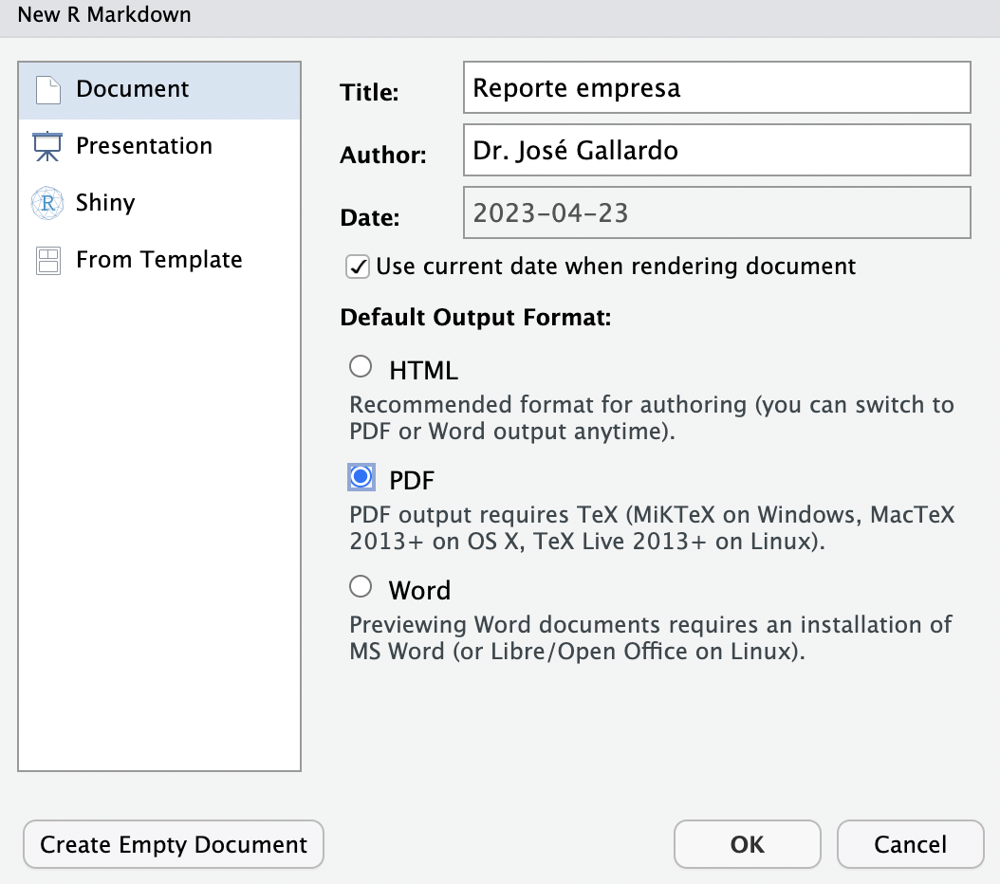 New R Markdown
Document
Presentation
Shiny
From Template
Title:
Reporte empresa
Author:
Dr. José Gallardo
Date:
2023-04-23
Use current date when rendering document
Default Output Format:
HTML
Recommended format for authoring (you can switch to
PDF or Word output anytime).
PDF
PDF output requires TeX (MiKTeX on Windows, MacTeX
2013+ on OS X, TeX Live 2013+ on Linux).
Word
Previewing Word documents requires an installation of
MS Word (or Libre/Open Office on Linux).
Create Empty Document
OK
Cancel